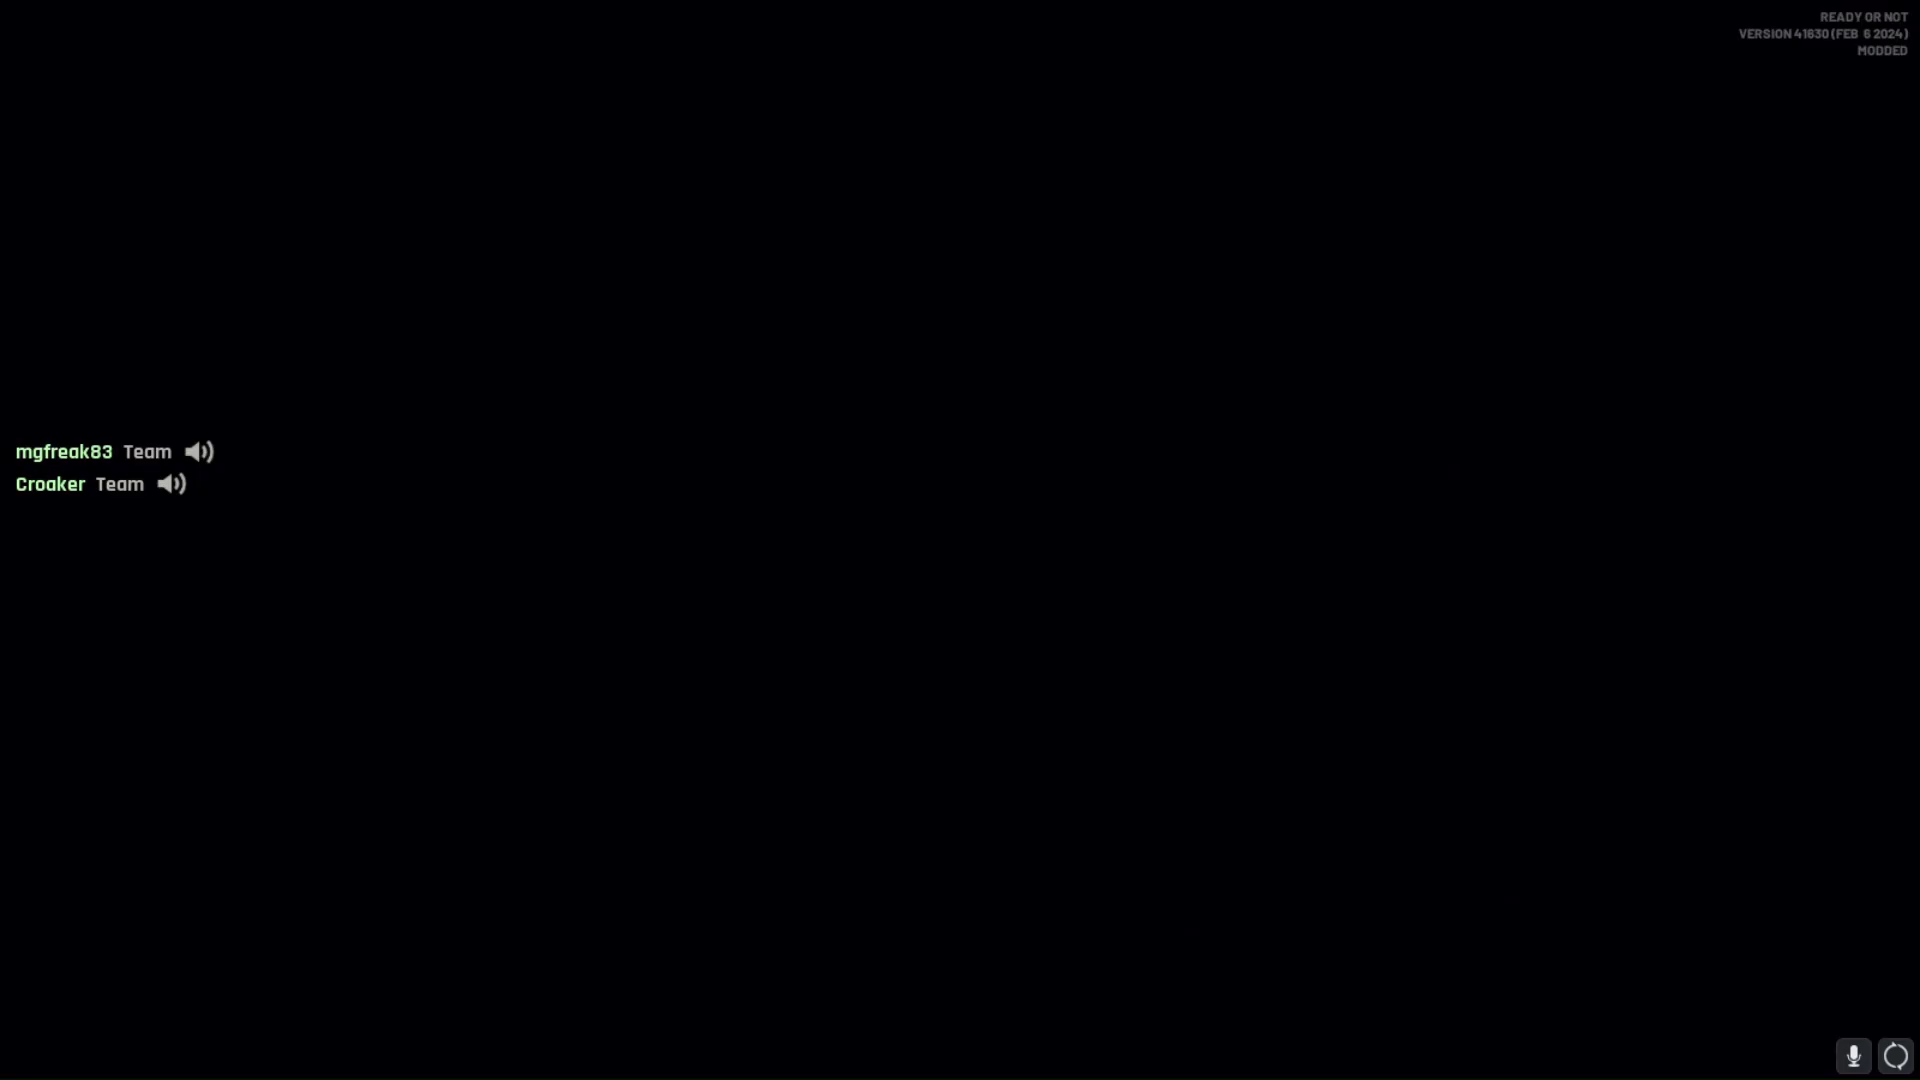 READY OR NOT
VERSION 41630 (FEB 6 2024)
MODDED
mgfreak83 Team
Croaker Team